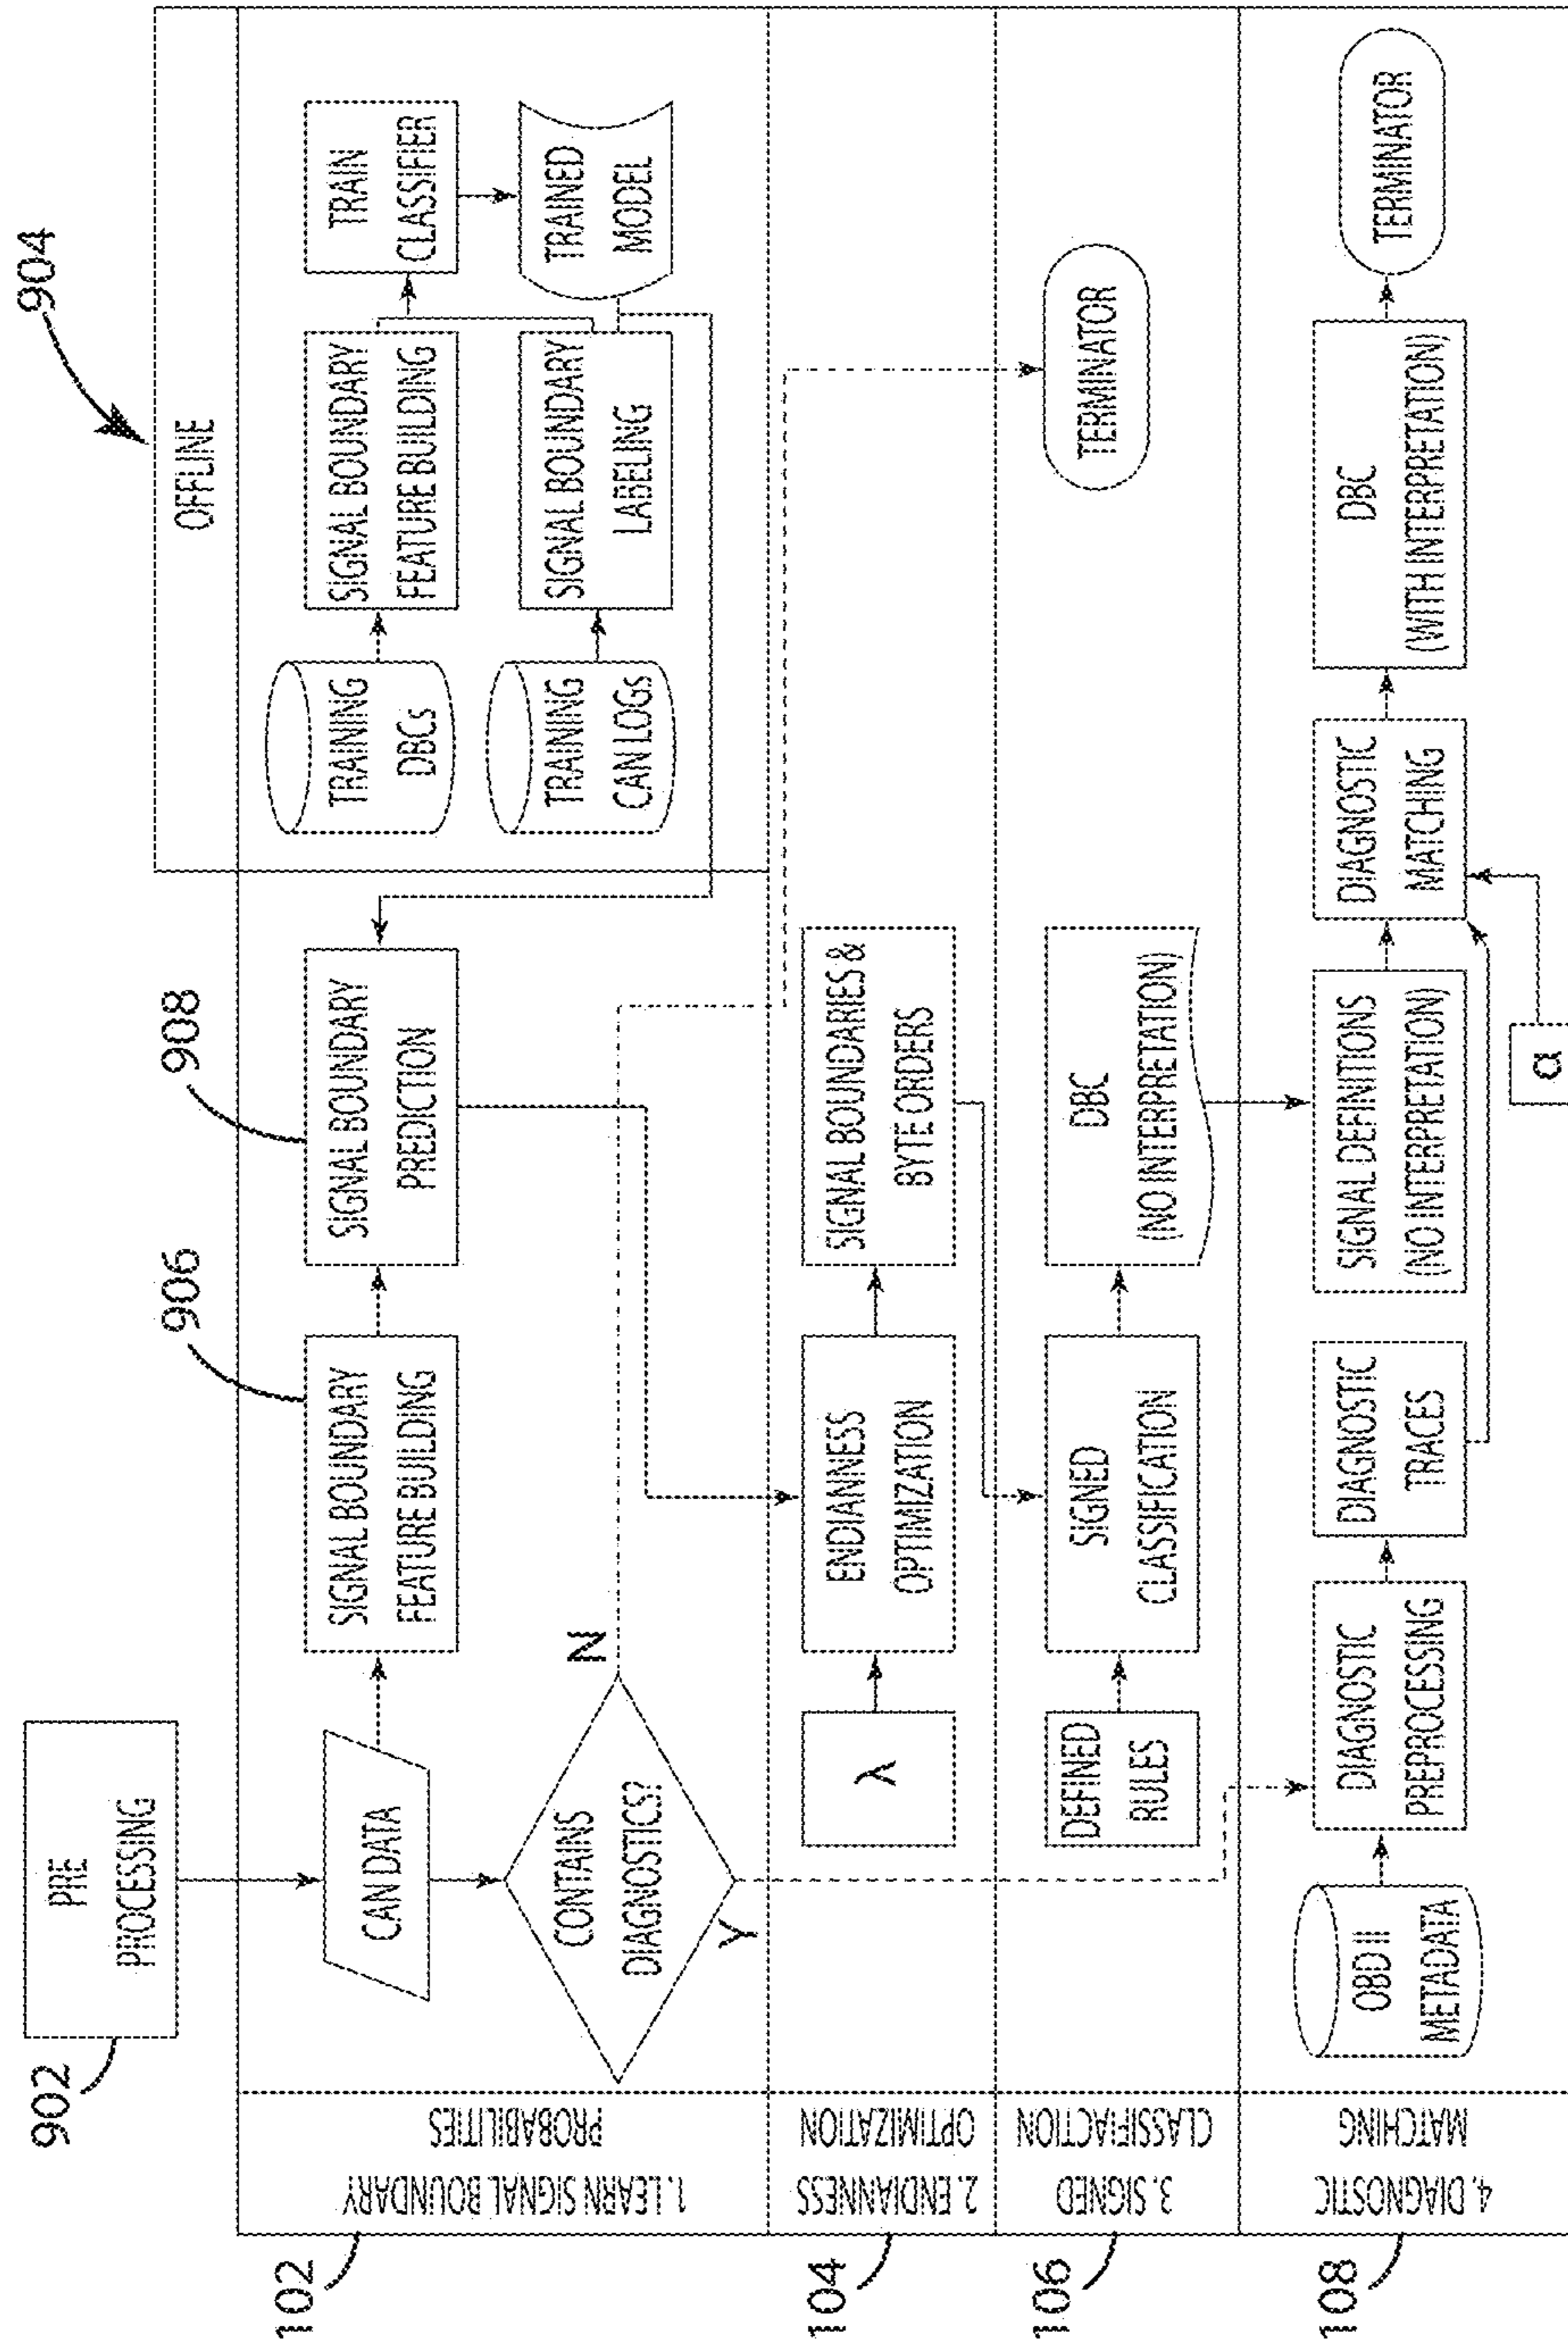 902
PRE
PROCESSING
904
OFFLINE
906
908
102
1. LEARN SIGNAL BOUNDARY
PROBABILITIES
CAN DATA
CONTAINS
DIAGNOSTICS?
Y
N
SIGNAL BOUNDARY
FEATURE BUILDING
SIGNAL BOUNDARY
PREDICTION
TRAINING
DBCs
TRAINING
CAN LOGs
SIGNAL BOUNDARY
FEATURE BUILDING
SIGNAL BOUNDARY
LABELING
TRAIN
CLASSIFIER
TRAINED
MODEL
104
2. ENDIANNESS
OPTIMIZATION
λ
ENDIANNESS
OPTIMIZATION
SIGNAL BOUNDARIES &
BYTE ORDERS
106
3. SIGNED
CLASSIFIACTION
DEFINED
RULES
SIGNED
CLASSIFICATION
DBC
(NO INTERPRETATION)
TERMINATOR
108
4. DIAGNOSTIC
MATCHING
OBD II
METADATA
DIAGNOSTIC
PREPROCESSING
DIAGNOSTIC
TRACES
SIGNAL DEFINITIONS
(NO INTERPRETATION)
α
DIAGNOSTIC
MATCHING
DBC
(WITH INTERPRETATION)
TERMINATOR